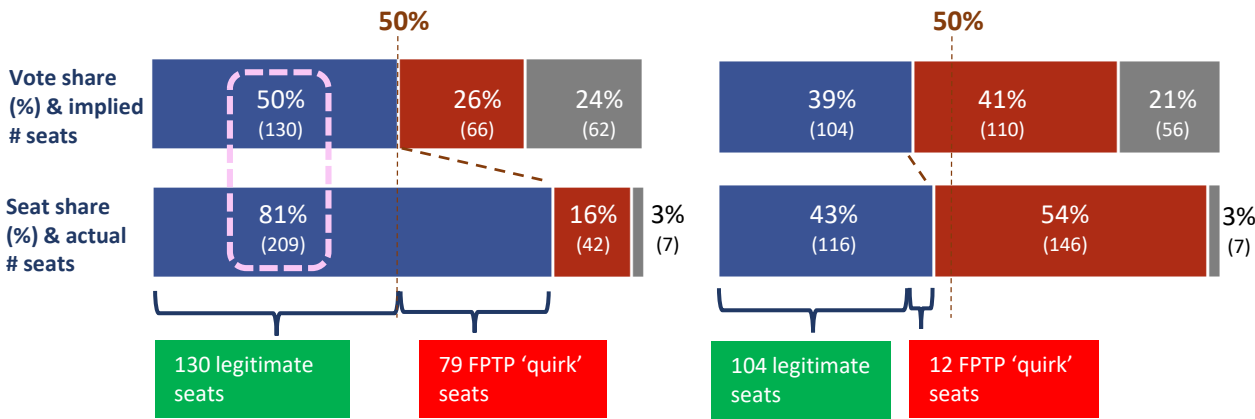 50%
50%
Vote share
(%) & implied
# seats
50%
(130)
26%
(66)
24%
(62)
39%
(104)
41%
(110)
21%
(56)
Seat share
(%) & actual
# seats
81%
(209)
16%
(42)
3%
(7)
43%
(116)
54%
(146)
3%
(7)
130 legitimate
seats
79 FPTP ‘quirk’
seats
104 legitimate
seats
12 FPTP ‘quirk’
seats